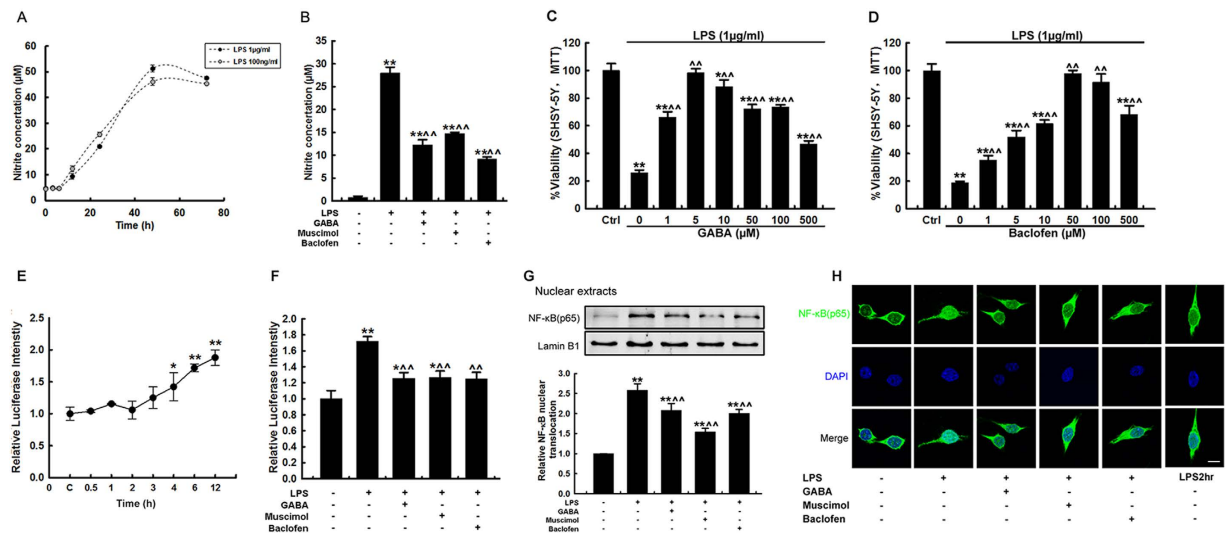 A
Nitrite concertation (μM)
60
50
40
30
20
10
0
LPS 1μg/ml
LPS 100ng/ml
0 20 40 60 80
Time (h)
B
Nitrite concertation (μM)
35
30
25
20
15
10
5
0
**
**^^
**^^
**^^
LPS - + + + +
GABA - - + - -
Muscimol - - - + -
Baclofen - - - - +
C
LPS (1μg/ml)
% Viability (SHSY-5Y, MTT)
120
100
80
60
40
20
0
**
**^^
^^
*^^
**^^
**^^
**^^
Ctrl 0 1 5 10 50 100 500
GABA (μM)
D
LPS (1μg/ml)
% Viability (SHSY-5Y, MTT)
120
100
80
60
40
20
0
**
**^^
**^^
**^^
^^
^^
**^^
Ctrl 0 1 5 10 50 100 500
Baclofen (μM)
E
Relative Luciferase Intenstiy
2.5
2.0
1.5
1.0
0.5
0.0
* ** **
C 0.5 1 2 3 4 6 12
Time (h)
F
Relative Luciferase Intensity
2.0
1.8
1.6
1.4
1.2
1.0
0.8
0.6
0.4
0.2
0.0
**
*^^
*^^
^^
LPS - + + + +
GABA - - + - -
Muscimol - - - + -
Baclofen - - - - +
G
Nuclear extracts
NF-κB(p65)
Lamin B1
Relative NF-κB nuclear
translocation
3.0
2.5
2.0
1.5
1.0
0.5
0.0
**
**^^
**^^
**^^
LPS - + + + +
GABA - - + - -
Muscimol - - - + -
Baclofen - - - - +
H
NF-κB(p65)
DAPI
Merge
LPS - + + + + LPS2hr
GABA - - + - - -
Muscimol - - - + - -
Baclofen - - - - + -